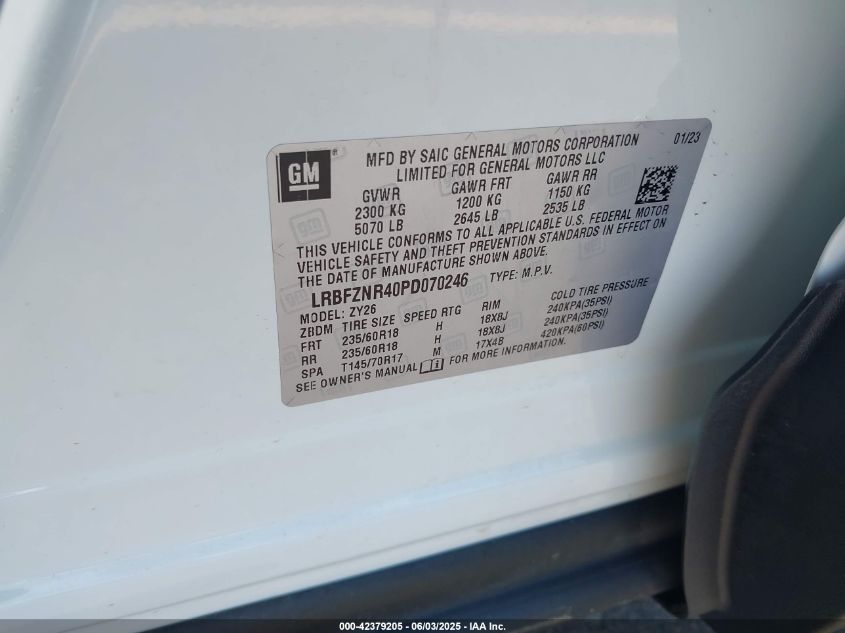 GM ®
MFD BY SAIC GENERAL MOTORS CORPORATION 01/23
LIMITED FOR GENERAL MOTORS LLC
GVWR GAWR FRT GAWR RR
2300 KG 1200 KG 1150 KG
5070 LB 2645 LB 2535 LB
THIS VEHICLE CONFORMS TO ALL APPLICABLE U.S. FEDERAL MOTOR
VEHICLE SAFETY AND THEFT PREVENTION STANDARDS IN EFFECT ON
THE DATE OF MANUFACTURE SHOWN ABOVE.
LRBFZNR40PD070246 TYPE: M.P.V.
MODEL: ZY26
ZBDM TIRE SIZE SPEED RTG RIM COLD TIRE PRESSURE
FRT 235/60R18 H 18X8J 240KPA(35PSI)
RR 235/60R18 H 18X8J 240KPA(35PSI)
SPA T145/70R17 M 17X4B 420KPA(60PSI)
SEE OWNER'S MANUAL FOR MORE INFORMATION.
000-42379205 - 06/03/2025 - IAA Inc.